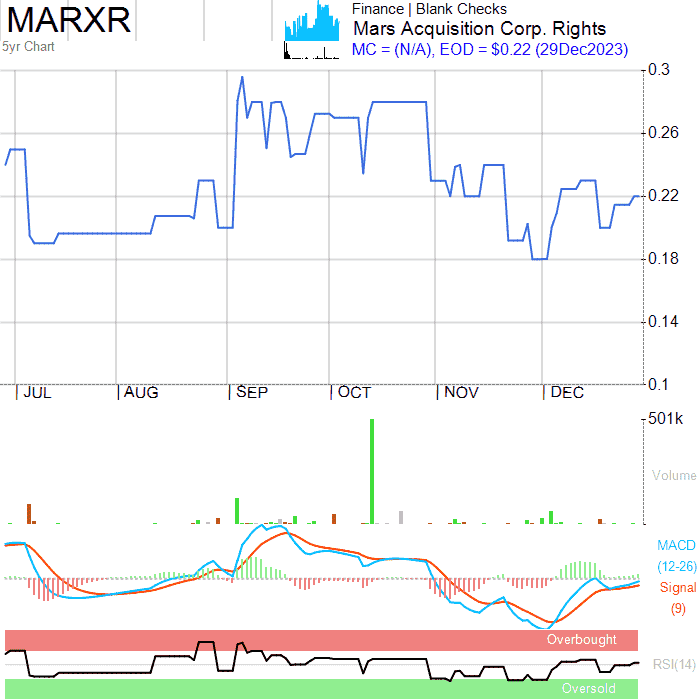 MARXR
5yr Chart
Finance | Blank Checks
Mars Acquisition Corp. Rights
MC = (N/A), EOD = $0.22 (29Dec2023)
0.3
0.26
0.22
0.18
0.14
0.1
JUL AUG SEP OCT NOV DEC
501k
Volume
MACD
(12-26)
Signal
(9)
Overbought
RSI(14)
Oversold